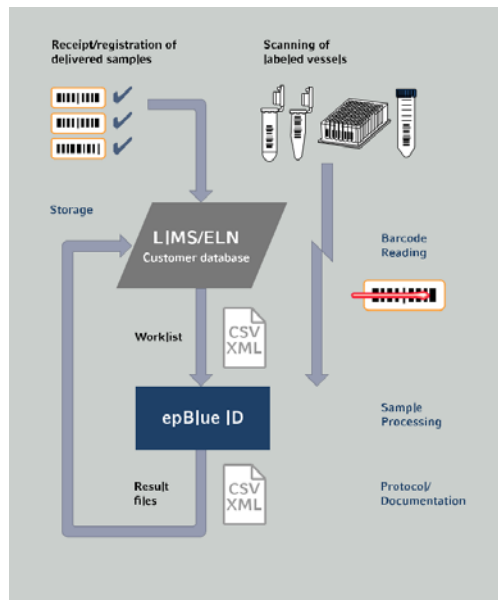 Receipt/registration of
delivered samples
Scanning of
labeled vessels
Storage
LIMS/ELN
Customer database
Barcode
Reading
Worklist
CSV
XML
epBlue ID
Sample
Processing
Result
files
CSV
XML
Protocol/
Documentation